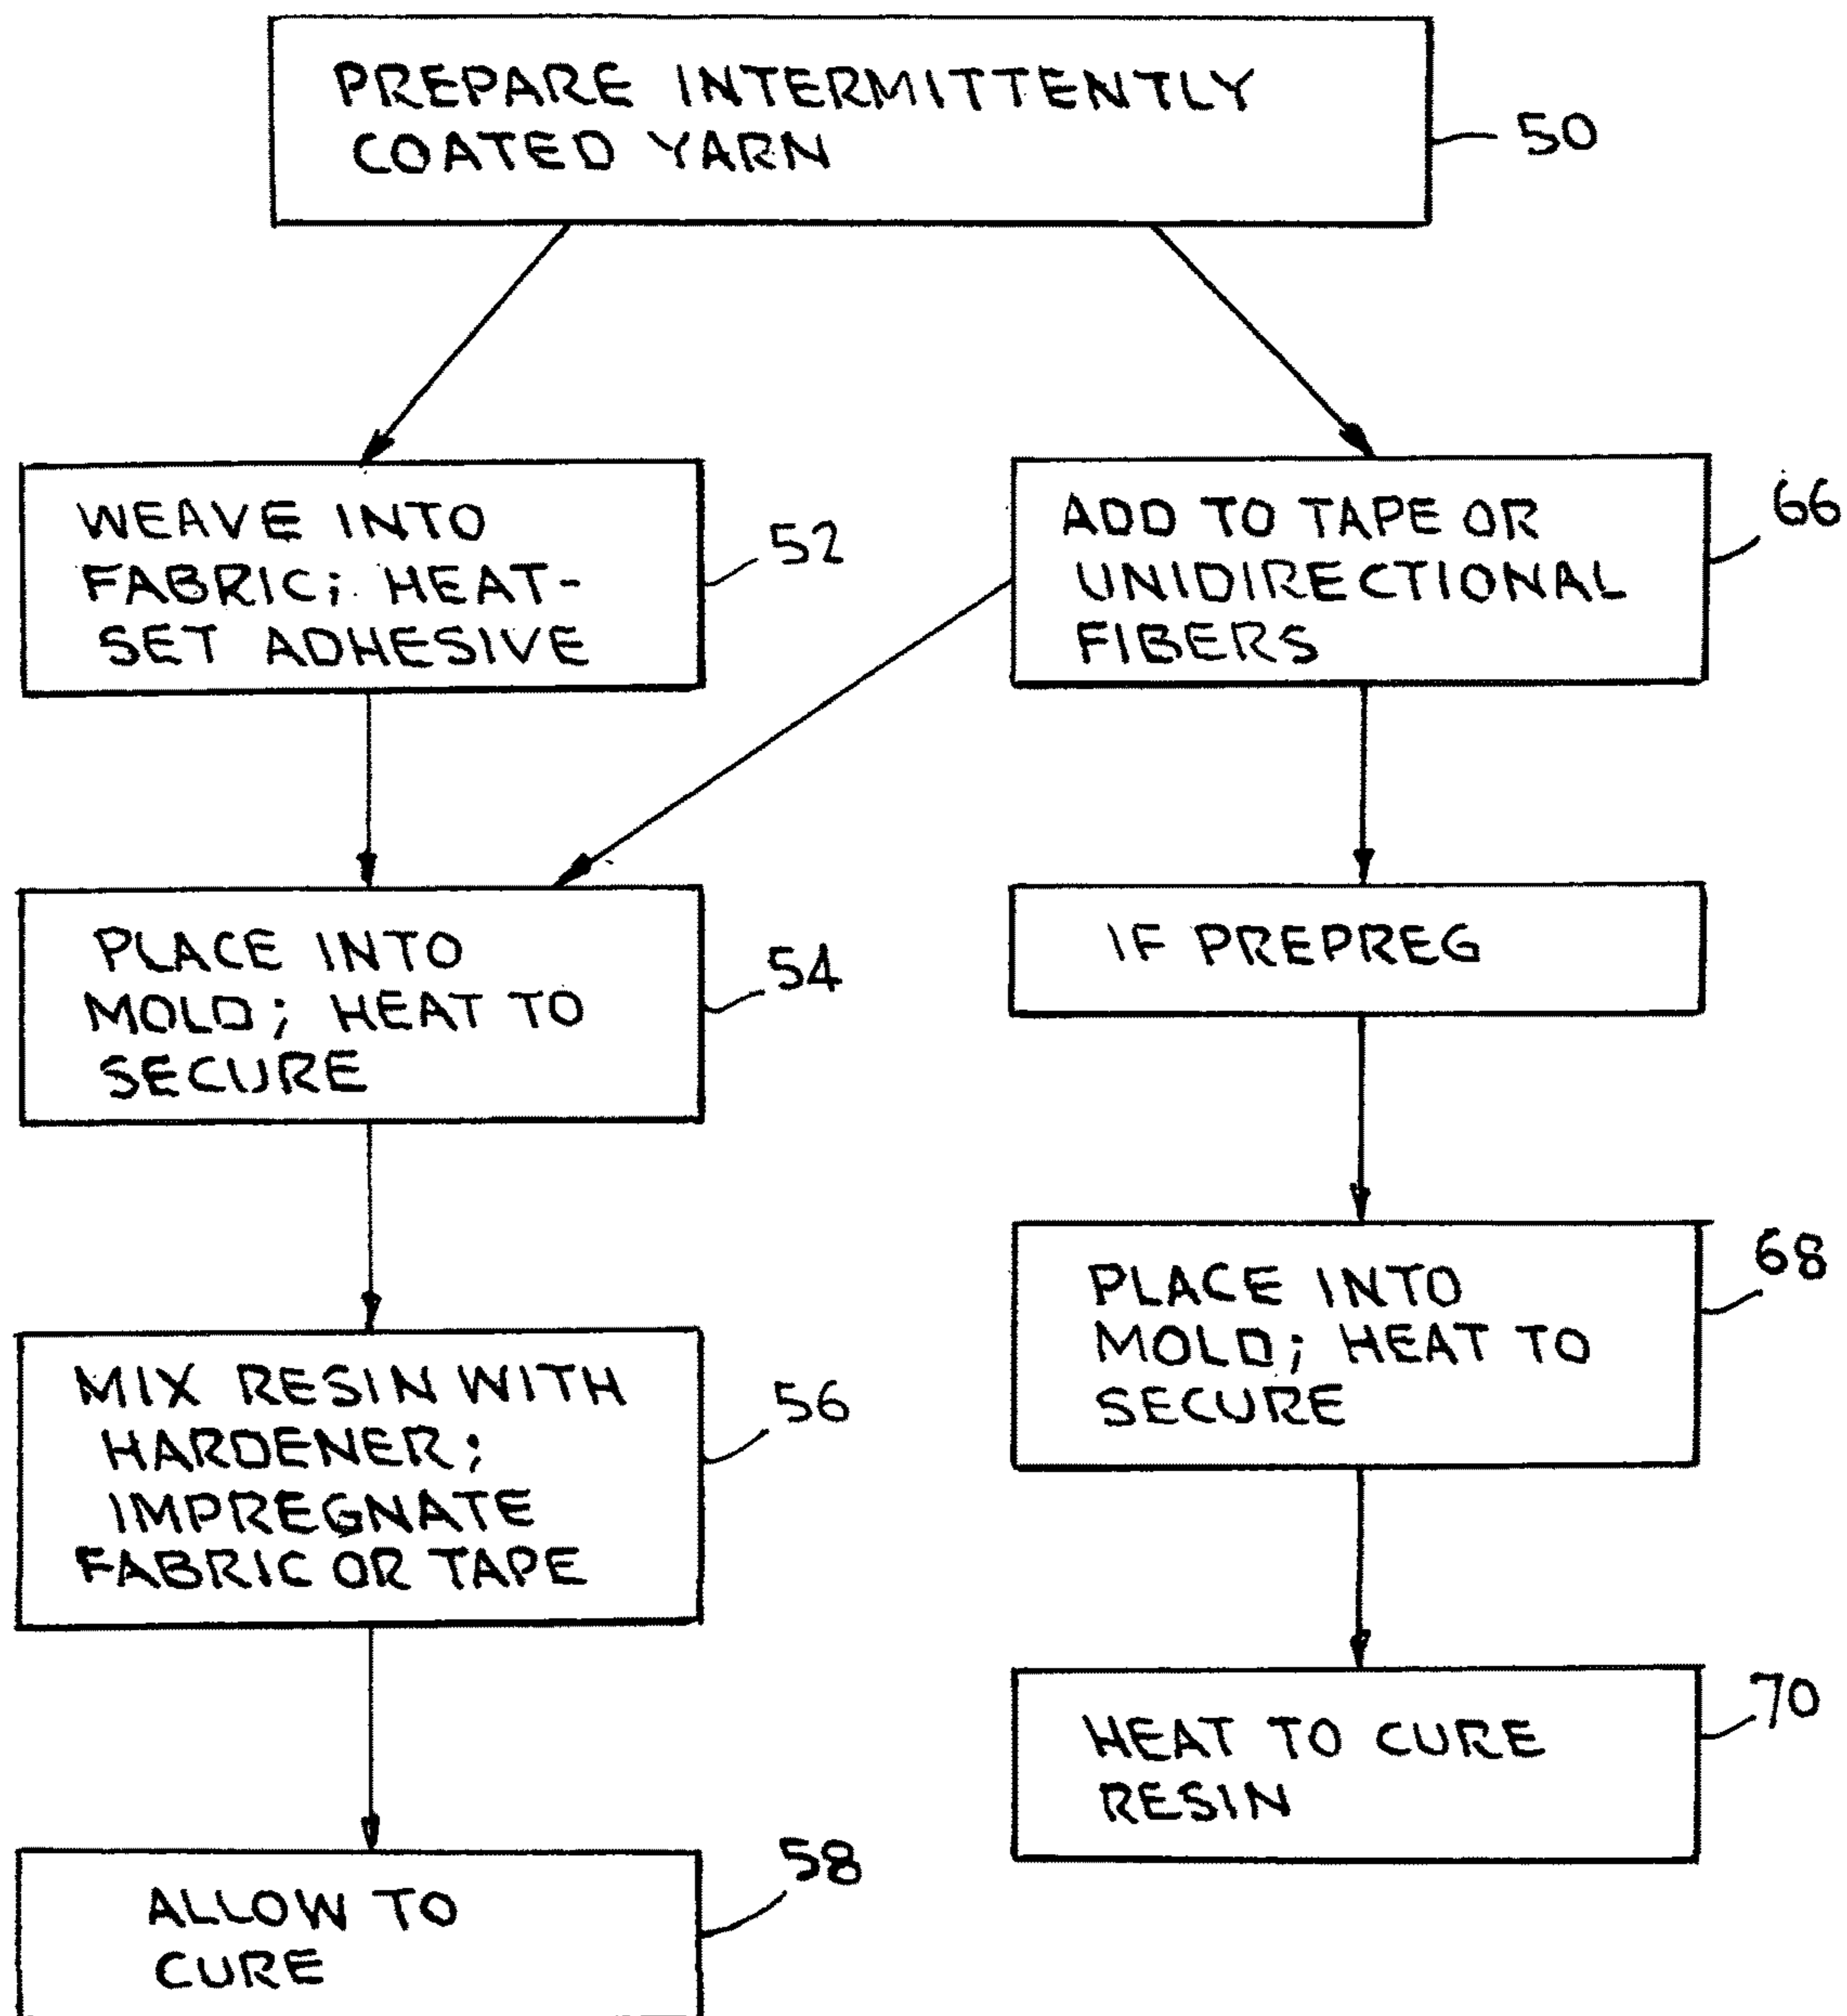 PREPARE INTERMITTENTLY
COATED YARN
50
WEAVE INTO
FABRIC; HEAT-
SET ADHESIVE
52
ADD TO TAPE OR
UNIDIRECTIONAL
FIBERS
66
PLACE INTO
MOLD; HEAT TO
SECURE
54
IF PREPREG
PLACE INTO
MOLD; HEAT TO
SECURE
68
MIX RESIN WITH
HARDENER;
IMPREGNATE
FABRIC OR TAPE
56
HEAT TO CURE
RESIN
70
ALLOW TO
CURE
58